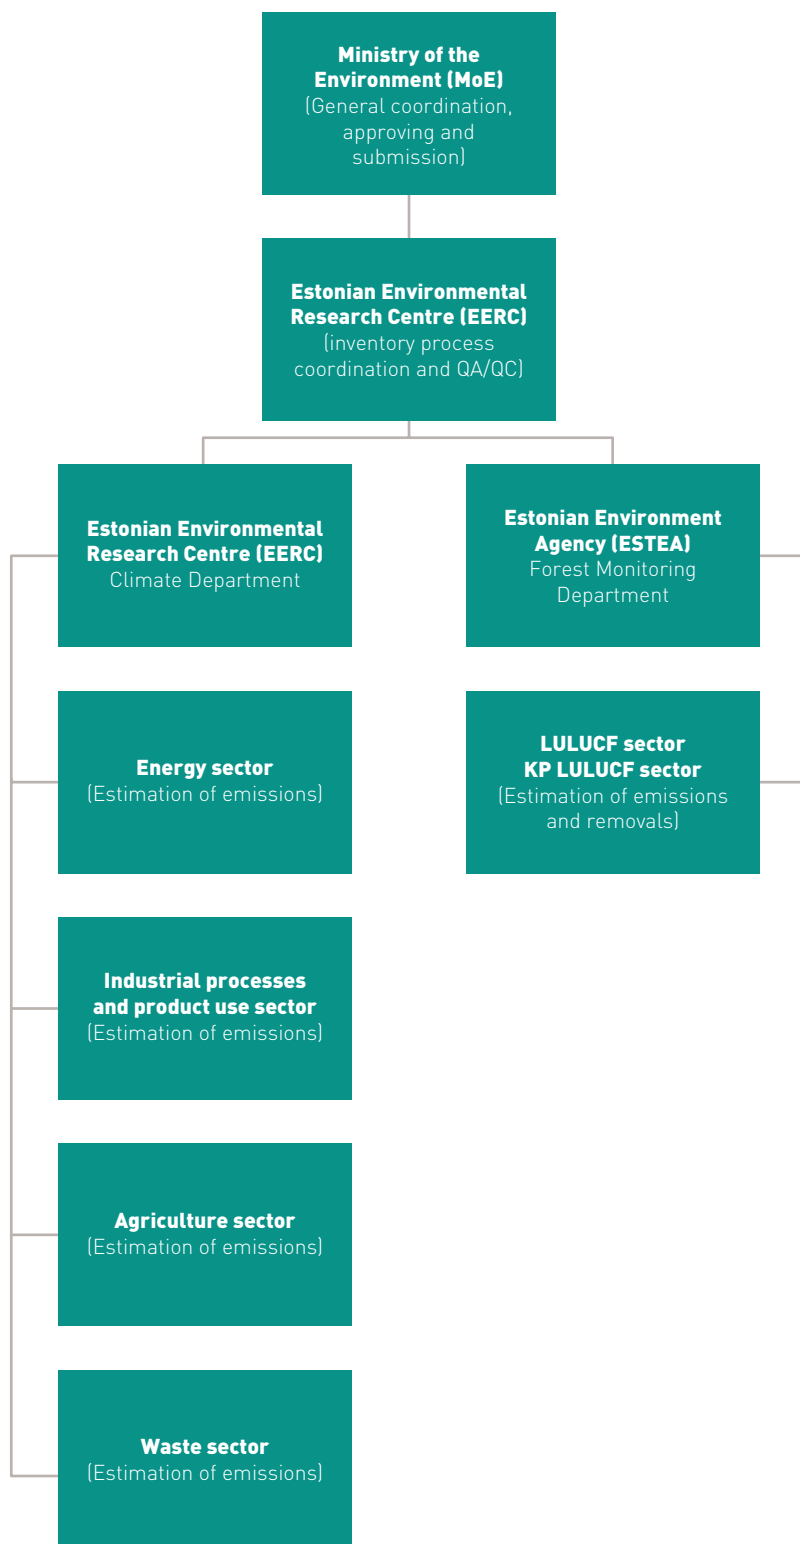 Ministry of the
Environment (MoE)
(General coordination,
approving and
submission)
Estonian Environmental
Research Centre (EERC)
(inventory process
coordination and QA/QC)
Estonian Environmental
Research Centre (EERC)
Climate Department
Estonian Environment
Agency (ESTEA)
Forest Monitoring
Department
Energy sector
(Estimation of emissions)
LULUCF sector
KP LULUCF sector
(Estimation of emissions
and removals)
Industrial processes
and product use sector
(Estimation of emissions)
Agriculture sector
(Estimation of emissions)
Waste sector
(Estimation of emissions)